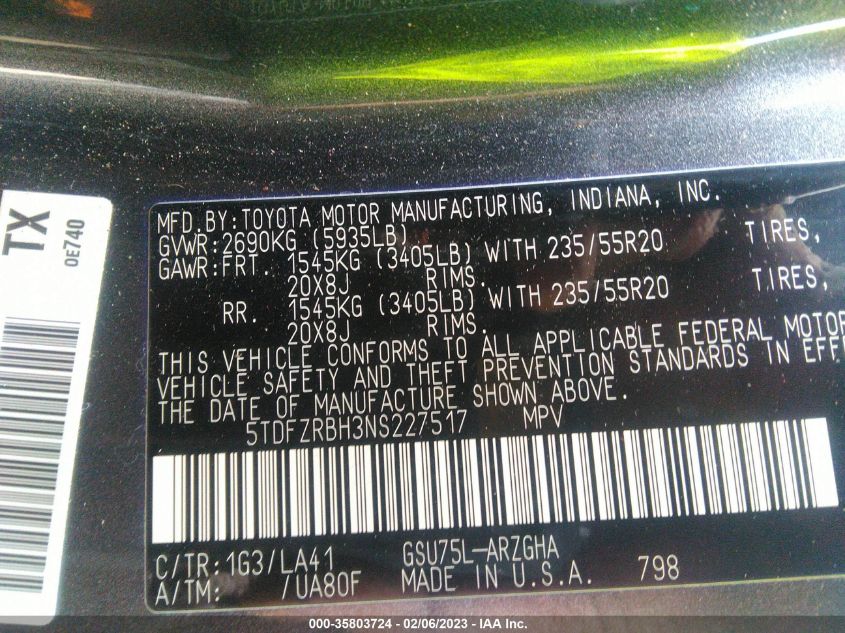 TX
0E740
MFD.BY:TOYOTA MOTOR MANUFACTURING, INDIANA, INC.
GVWR:2690KG (5935LB)
GAWR:FRT. 1545KG (3405LB) WITH 235/55R20 TIRES,
20X8J RIMS.
RR. 1545KG (3405LB) WITH 235/55R20 TIRES,
20X8J RIMS.
THIS VEHICLE CONFORMS TO ALL APPLICABLE FEDERAL MOTOR
VEHICLE SAFETY AND THEFT PREVENTION STANDARDS IN EFFE
THE DATE OF MANUFACTURE SHOWN ABOVE.
5TDFZRBH3NS227517 MPV
C/TR:1G3/LA41 GSU75L-ARZGHA
A/TM: /UA80F MADE IN U.S.A. 798
000-35803724 - 02/06/2023 - IAA Inc.